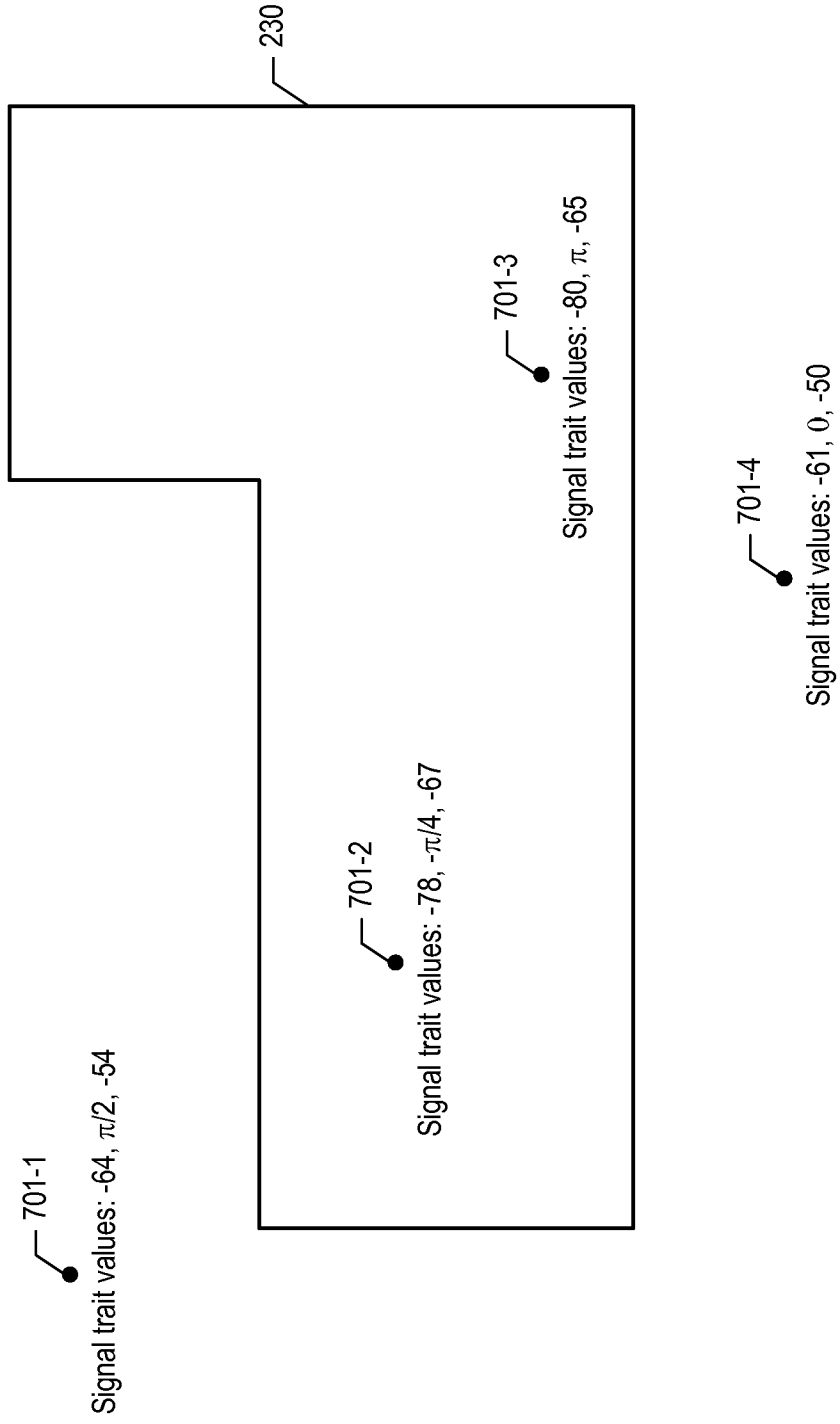 701-1
Signal trait values: -64, π/2, -54
230
701-2
Signal trait values: -78, -π/4, -67
701-3
Signal trait values: -80, π, -65
701-4
Signal trait values: -61, 0, -50